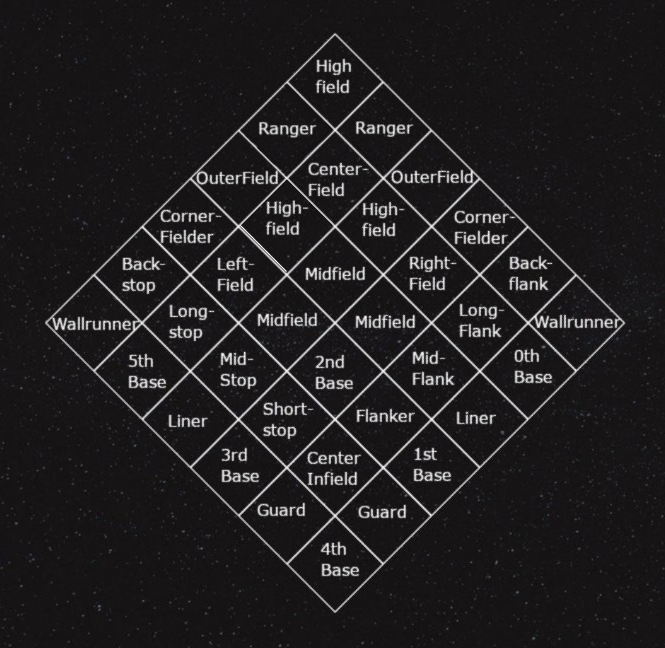 High
field
Ranger
Ranger
OuterField
Center-
Field
OuterField
Corner-
Fielder
High-
field
High-
field
Corner-
Fielder
Back-
stop
Left-
Field
Midfield
Right-
Field
Back-
flank
Wallrunner
Long-
stop
Midfield
Midfield
Long-
Flank
Wallrunner
5th
Base
Mid-
Stop
2nd
Base
Mid-
Flank
0th
Base
Liner
Short-
stop
Flanker
Liner
3rd
Base
Center
Infield
1st
Base
Guard
Guard
4th
Base